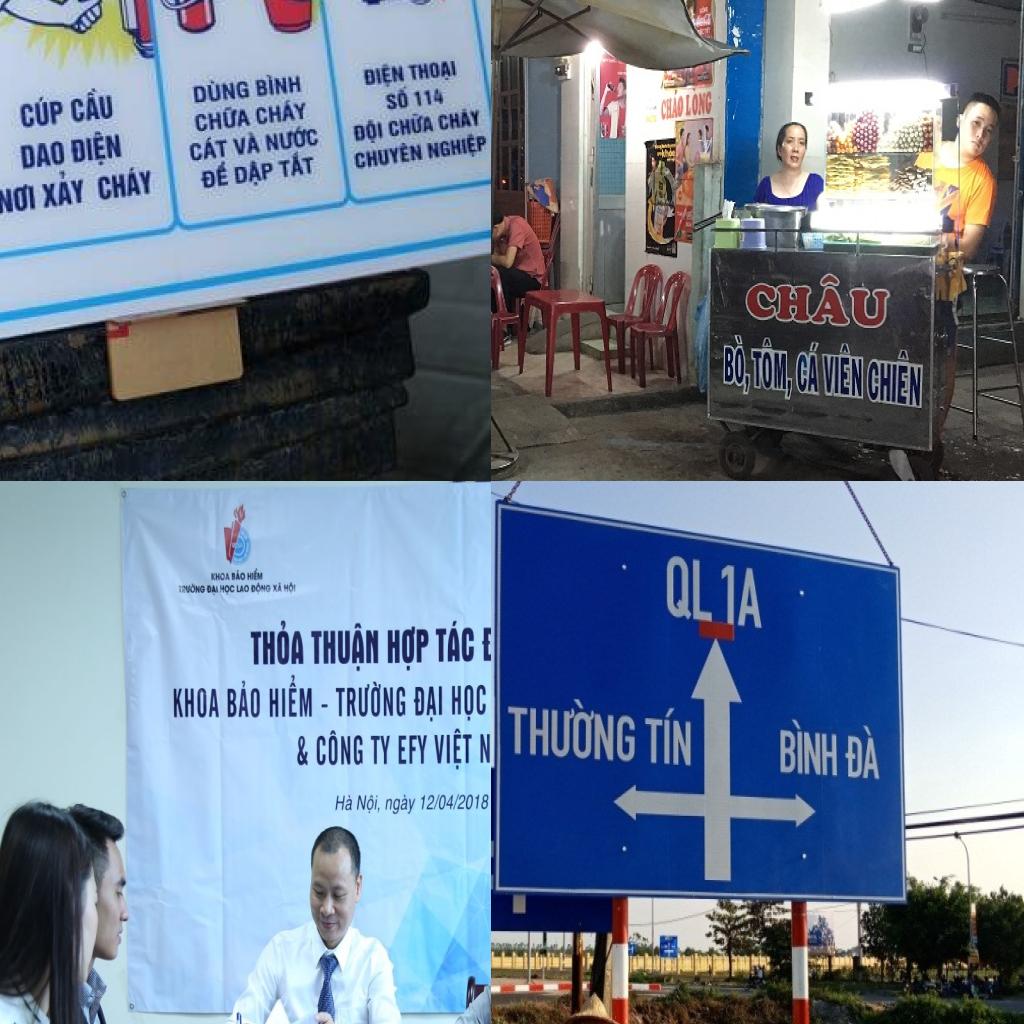 CÚP CẦU
DAO ĐIỆN
NƠI XẢY CHÁY
DÙNG BÌNH
CHỮA CHÁY
CÁT VÀ NƯỚC
ĐỂ DẬP TẮT
ĐIỆN THOẠI
SỐ 114
ĐỘI CHỮA CHÁY
CHUYÊN NGHIỆP
CHÁO LÒNG
CHÂU
BÒ, TÔM, CÁ VIÊN CHIÊN
KHOA BẢO HIỂM
TRƯỜNG ĐẠI HỌC LAO ĐỘNG XÃ HỘI
THỎA THUẬN HỢP TÁC
KHOA BẢO HIỂM - TRƯỜNG ĐẠI HỌC
& CÔNG TY EFY VIỆT N
Hà Nội, ngày 12/04/2018
QL 1A
THƯỜNG TÍN
BÌNH ĐÀ